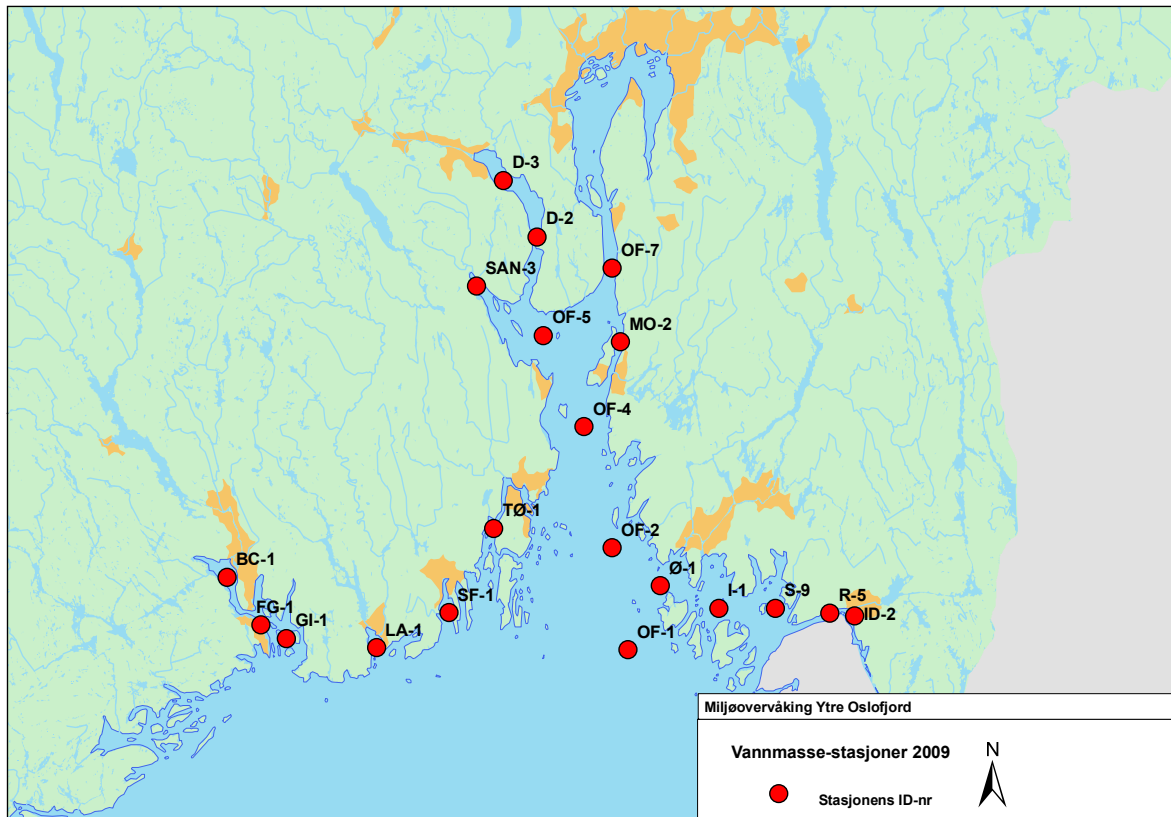 D-3
D-2
OF-7
SAN-3
OF-5
MO-2
OF-4
TØ-1
OF-2
BC-1
Ø-1
I-1
S-9
R-5
SF-1
ID-2
FG-1
GI-1
LA-1
OF-1
Miljøovervåking Ytre Oslofjord
Vannmasse-stasjoner 2009
N
Stasjonens ID-nr